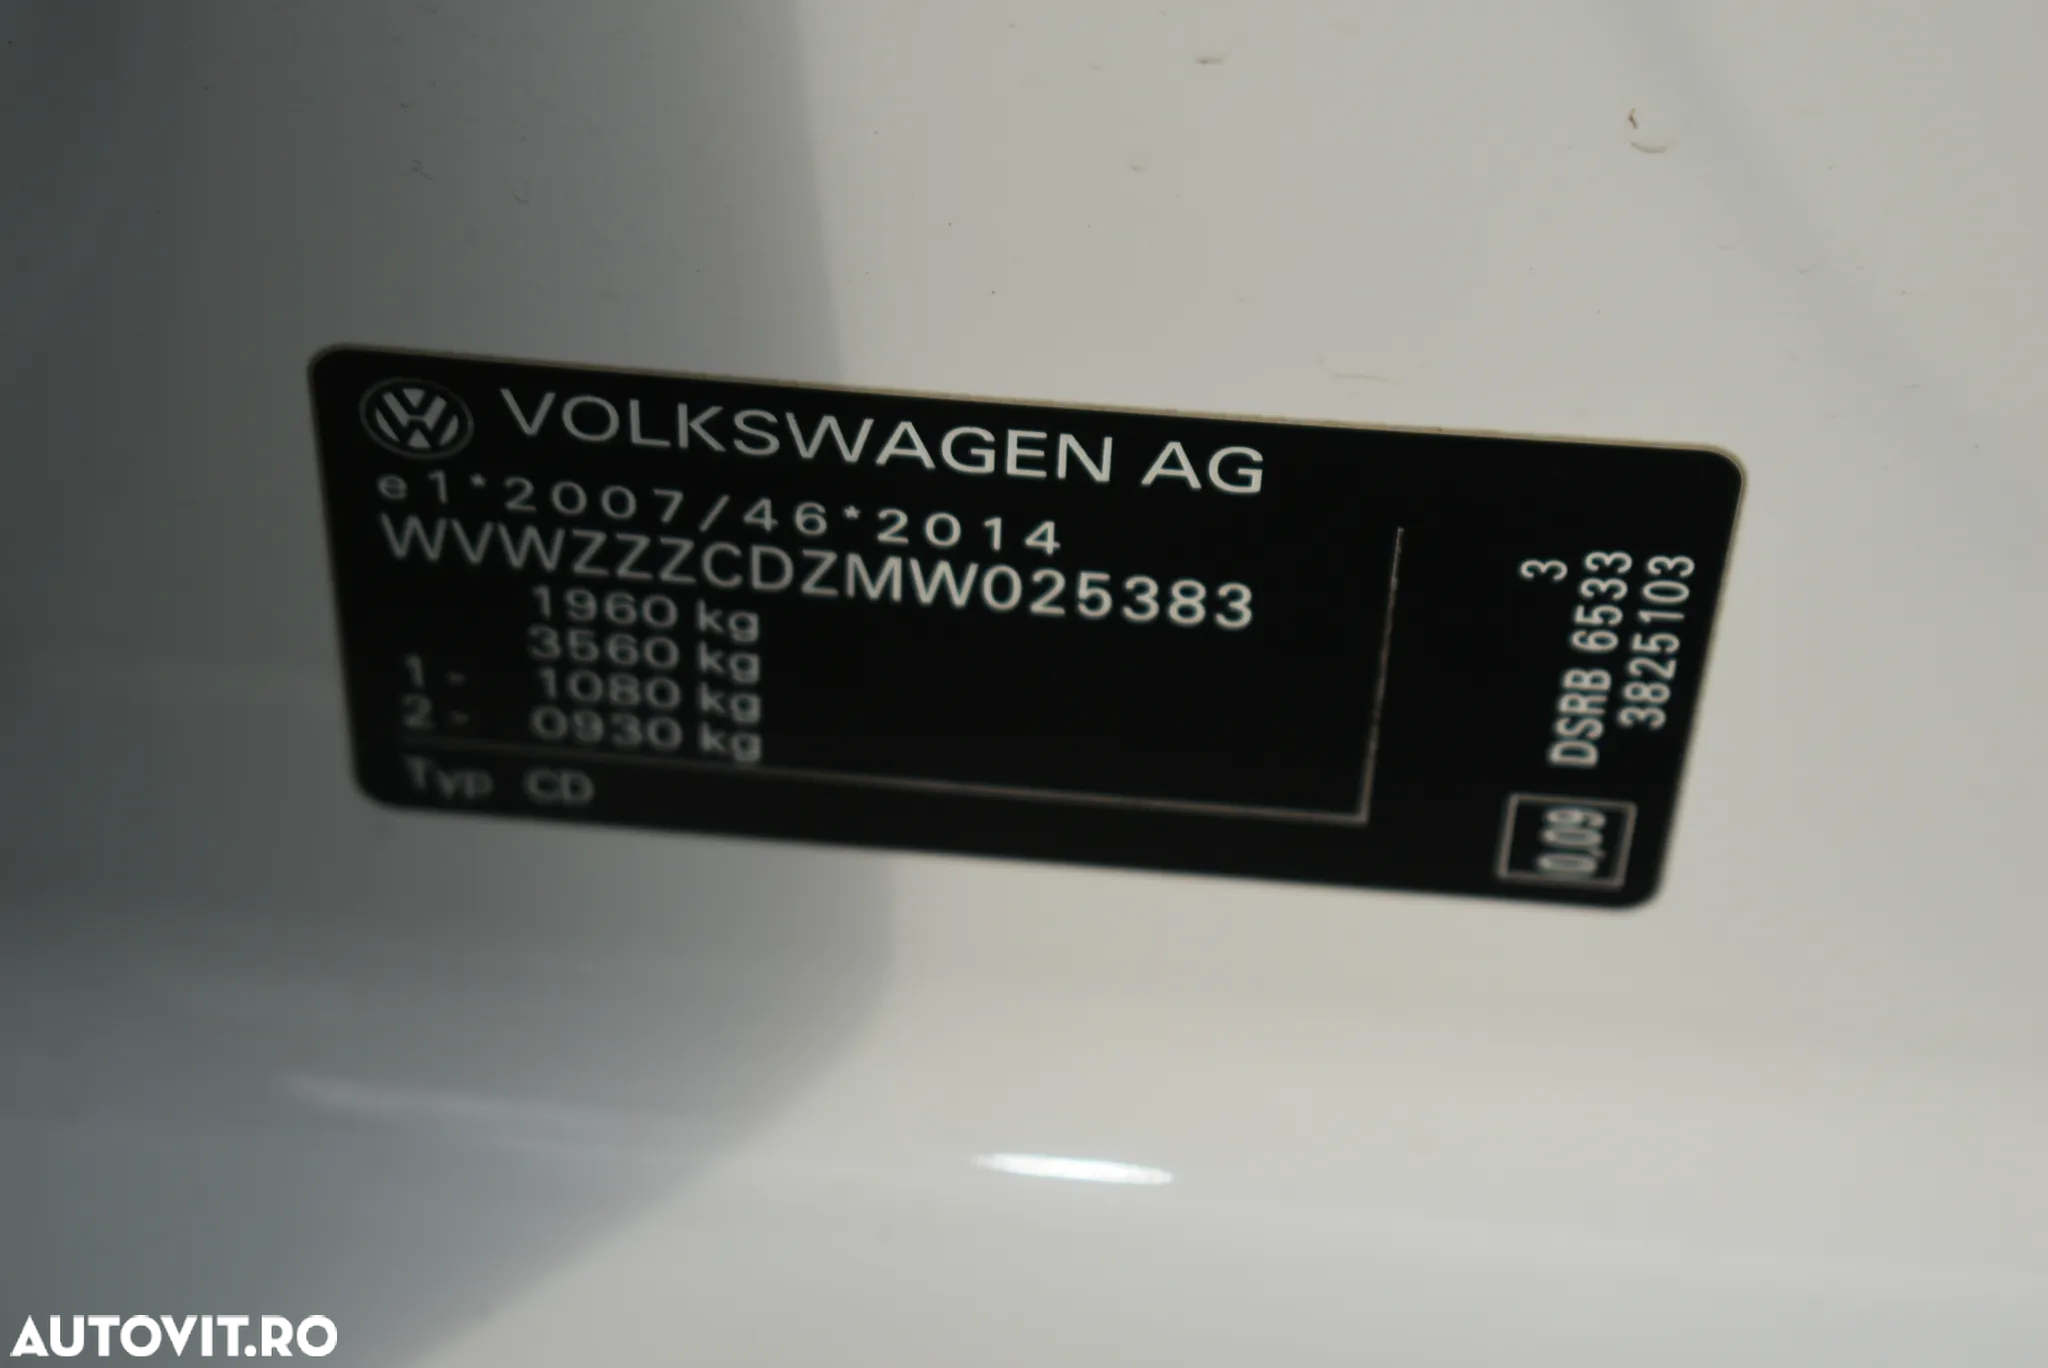 VOLKSWAGEN AG
e1*2007/46*2014
WVWZZZCDZMW025383
1960 kg
3560 kg
1- 1080 kg
2- 0930 kg
Typ CD
3
DSRB 6533
3825103
0,09
AUTOVIT.RO